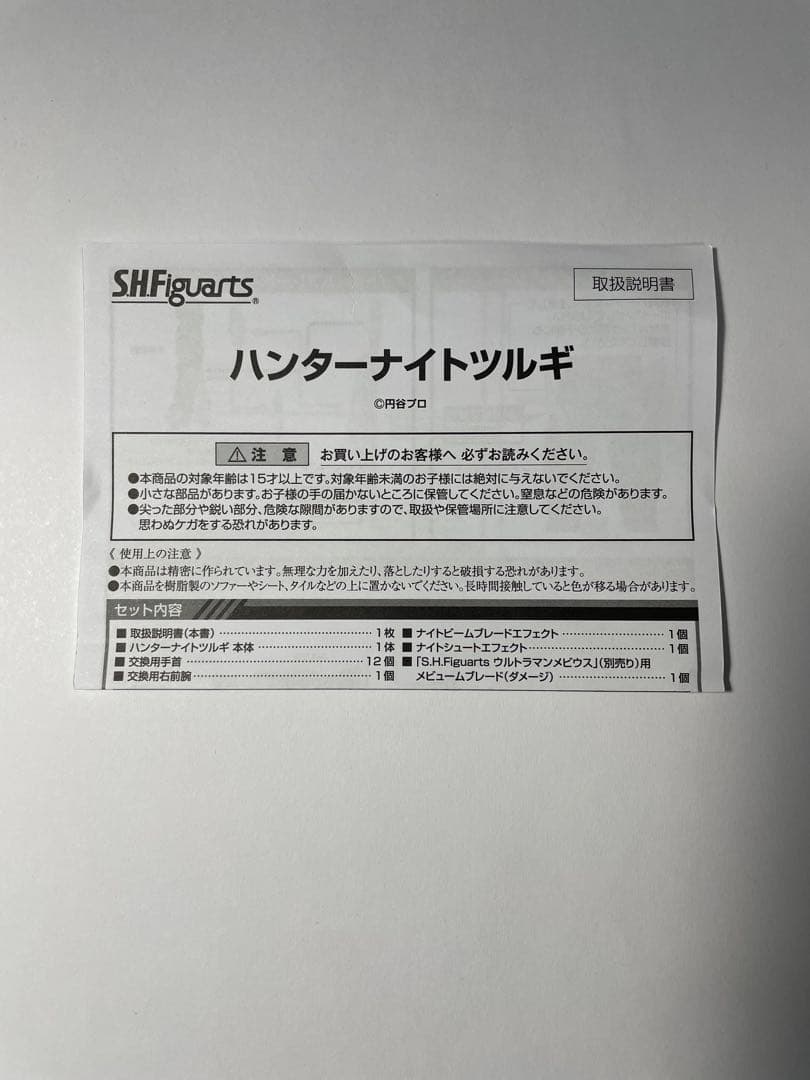 S.H.Figuarts®
取扱説明書
ハンターナイトツルギ
©円谷プロ
⚠注 意 お買い上げのお客様へ 必ずお読みください。
●本商品の対象年齢は15才以上です。対象年齢未満のお子様には絶対に与えないでください。
●小さな部品があります。お子様の手の届かないところに保管してください。窒息などの危険があります。
●尖った部分や鋭い部分、危険な隙間がありますので、取扱や保管場所に注意してください。
思わぬケガをする恐れがあります。
《 使用上の注意 》
●本商品は精密に作られています。無理な力を加えたり、落としたりすると破損する恐れがあります。
●本商品を樹脂製のソファーやシート、タイルなどの上に置かないでください。長時間接触していると色が移る場合があります。
セット内容
■ 取扱説明書(本書) 1枚
■ ハンターナイトツルギ 本体 1体
■ 交換用手首 12個
■ 交換用右前腕 1個
■ ナイトビームブレードエフェクト 1個
■ ナイトシュートエフェクト 1個
■ 「S.H.Figuarts ウルトラマンメビウス」(別売り)用
メビュームブレード(ダメージ) 1個